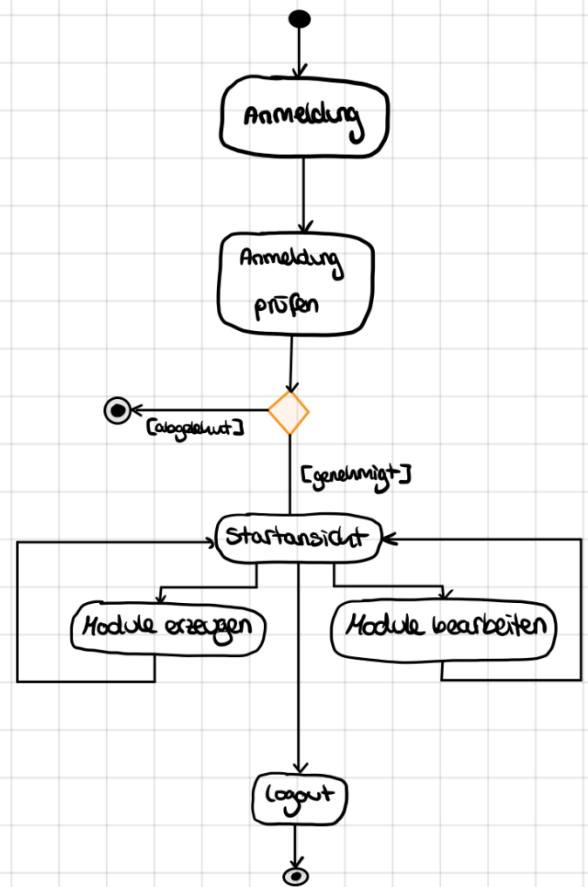 Anmeldung
Anmeldung
prüfen
[abgelehnt]
[genehmigt]
Startansicht
Module erzeugen
Module bearbeiten
Logout